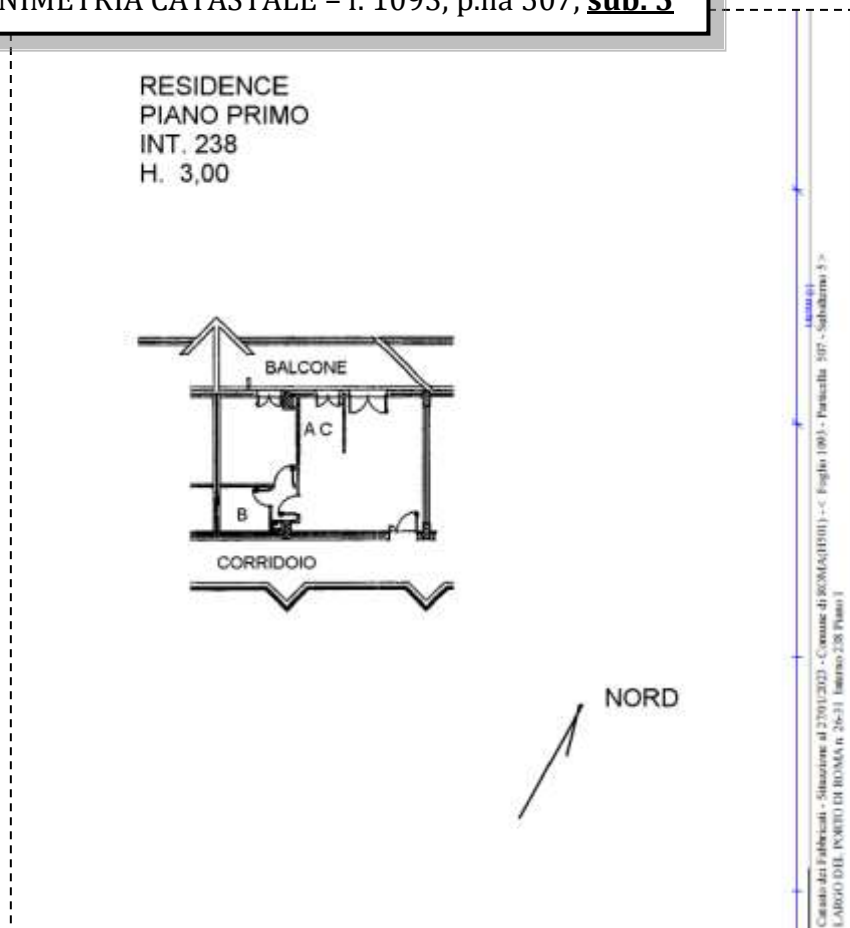 NIMETRIA CATASTALE – f. 1093, p.lla 507, sub. 5
RESIDENCE
PIANO PRIMO
INT. 238
H. 3,00
BALCONE
A C
B
CORRIDOIO
NORD
Catasto dei Fabbricati - Situazione al 27/01/2023 - Comune di ROMA(H501) - < Foglio 1093 - Particella 507 - Subalterno 5 >
LARGO DEL PORTO DI ROMA n. 26-31 Interno 238 Piano 1